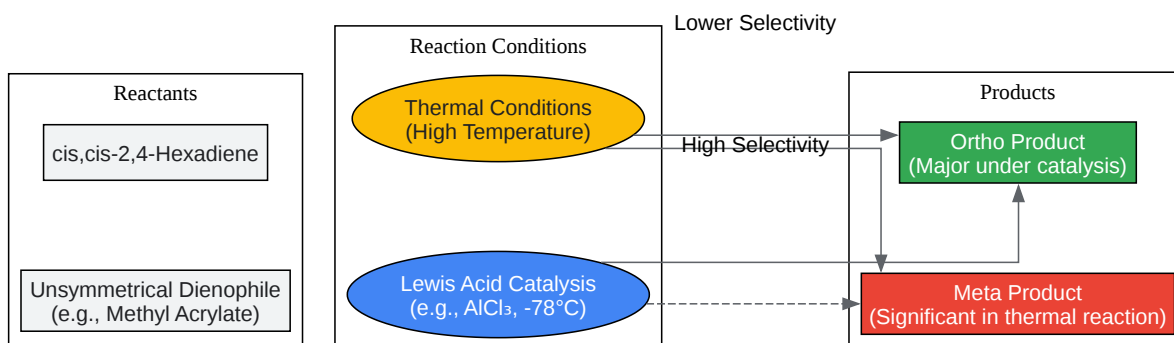 Lower Selectivity
Reaction Conditions
Reactants
Products
Thermal Conditions
(High Temperature)
cis,cis-2,4-Hexadiene
High Selectivity
Ortho Product
(Major under catalysis)
Unsymmetrical Dienophile
(e.g., Methyl Acrylate)
Lewis Acid Catalysis
(e.g., AlCl₃, -78°C)
Meta Product
(Significant in thermal reaction)